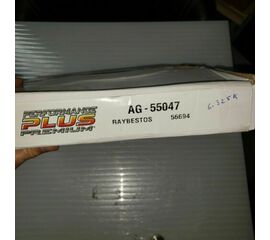 PERFORMANCE
PLUS
PREMIUM
AG-55047
RAYBESTOS 56694